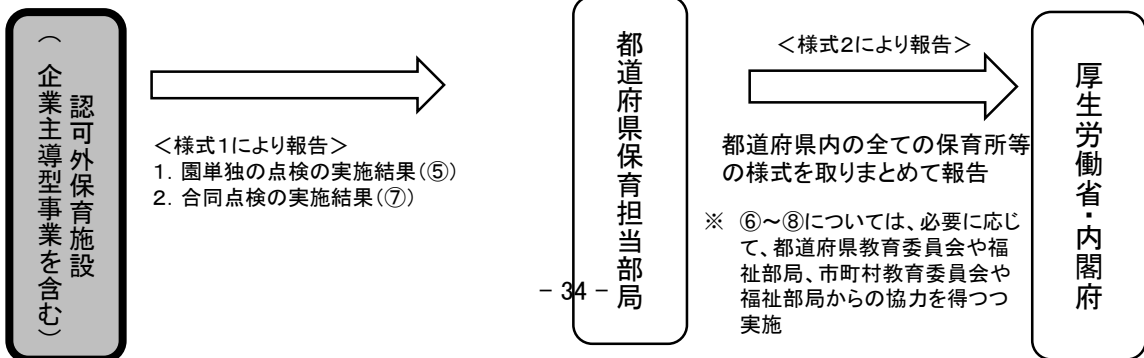 認可外保育施設
（企業主導型事業を含む）
＜様式１により報告＞
１．園単独の点検の実施結果（⑤）
２．合同点検の実施結果（⑦）
都道府県保育担当部局
＜様式２により報告＞
都道府県内の全ての保育所等
の様式を取りまとめて報告
※　⑥～⑧については、必要に応じ
て、都道府県教育委員会や福
祉部局、市町村教育委員会や
福祉部局からの協力を得つつ
実施
厚生労働省・内閣府
－ 34 －